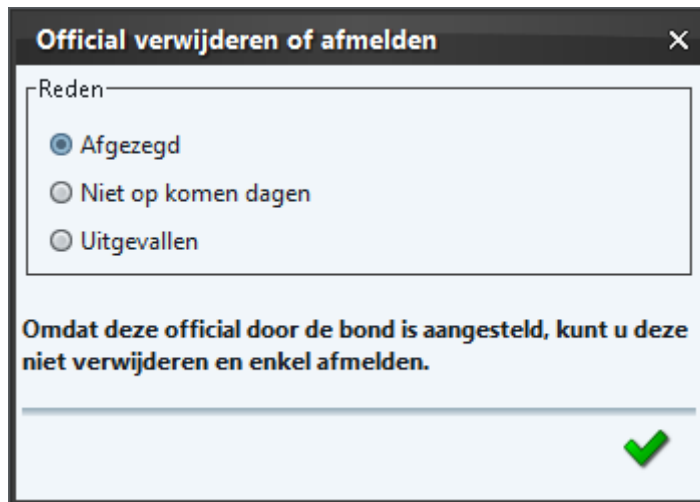 Official verwijderen of afmelden
Reden
Afgezegd
Niet op komen dagen
Uitgevallen
Omdat deze official door de bond is aangesteld, kunt u deze
niet verwijderen en enkel afmelden.